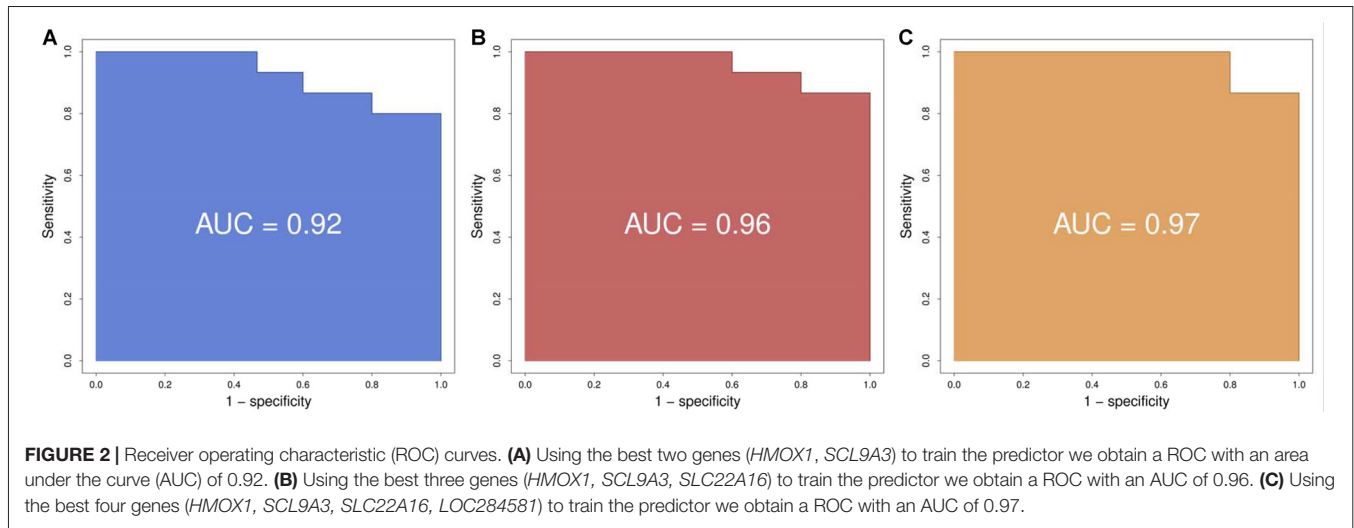 A
B
C
1.0
0.8
0.6
0.4
0.2
0.0
Sensitivity
AUC = 0.92
0.0 0.2 0.4 0.6 0.8 1.0
1 – specificity
1.0
0.8
0.6
0.4
0.2
0.0
Sensitivity
AUC = 0.96
0.0 0.2 0.4 0.6 0.8 1.0
1 – specificity
1.0
0.8
0.6
0.4
0.2
0.0
Sensitivity
AUC = 0.97
0.0 0.2 0.4 0.6 0.8 1.0
1 – specificity
FIGURE 2 | Receiver operating characteristic (ROC) curves. (A) Using the best two genes (HMOX1, SCL9A3) to train the predictor we obtain a ROC with an area
under the curve (AUC) of 0.92. (B) Using the best three genes (HMOX1, SCL9A3, SLC22A16) to train the predictor we obtain a ROC with an AUC of 0.96. (C) Using
the best four genes (HMOX1, SCL9A3, SLC22A16, LOC284581) to train the predictor we obtain a ROC with an AUC of 0.97.